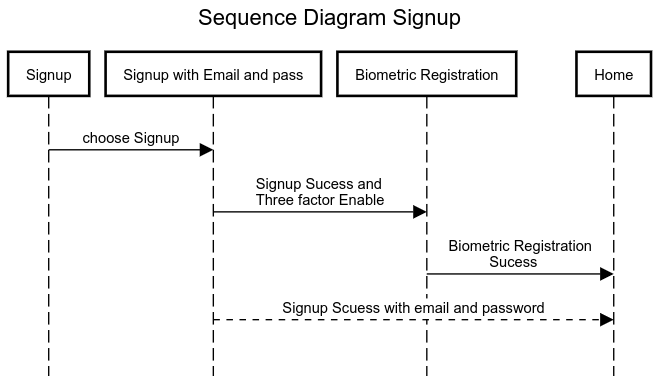 Sequence Diagram Signup
Signup
Signup with Email and pass
Biometric Registration
Home
choose Signup
Signup Sucess and
Three factor Enable
Biometric Registration
Sucess
Signup Scuess with email and password